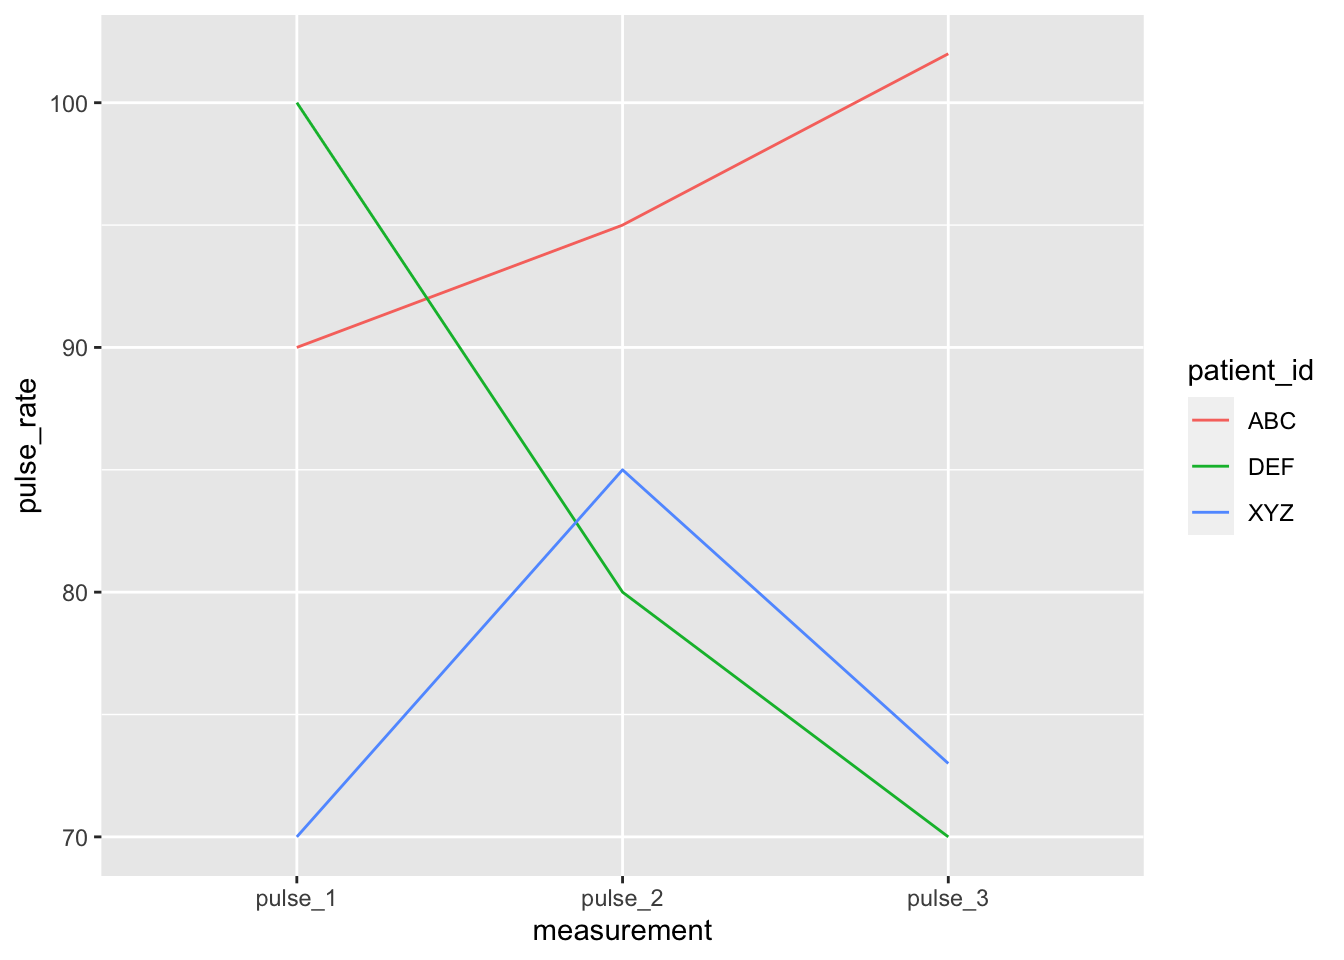 100
90
80
70
pulse_rate
pulse_1 pulse_2 pulse_3
measurement
patient_id
ABC
DEF
XYZ